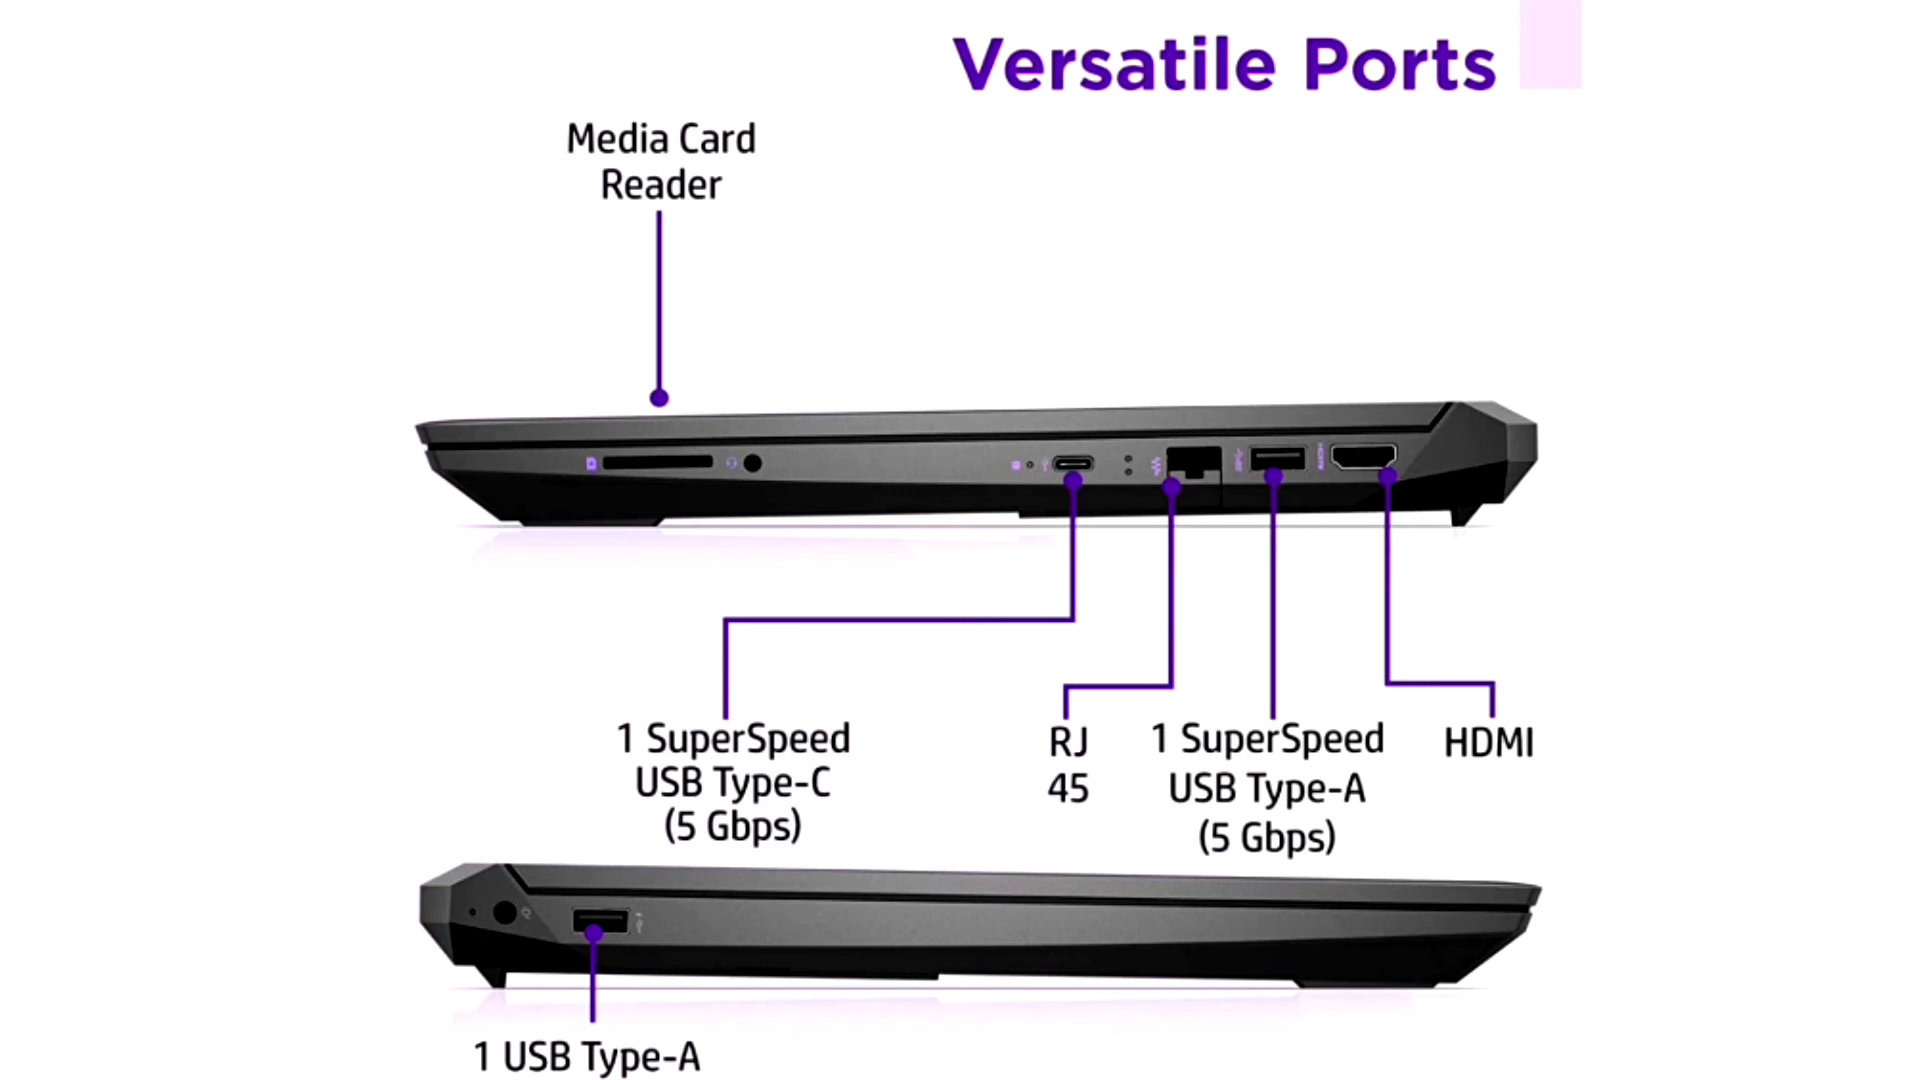 Versatile Ports
Media Card
Reader
1 SuperSpeed
USB Type-C
(5 Gbps)
RJ
45
1 SuperSpeed
USB Type-A
(5 Gbps)
HDMI
1 USB Type-A